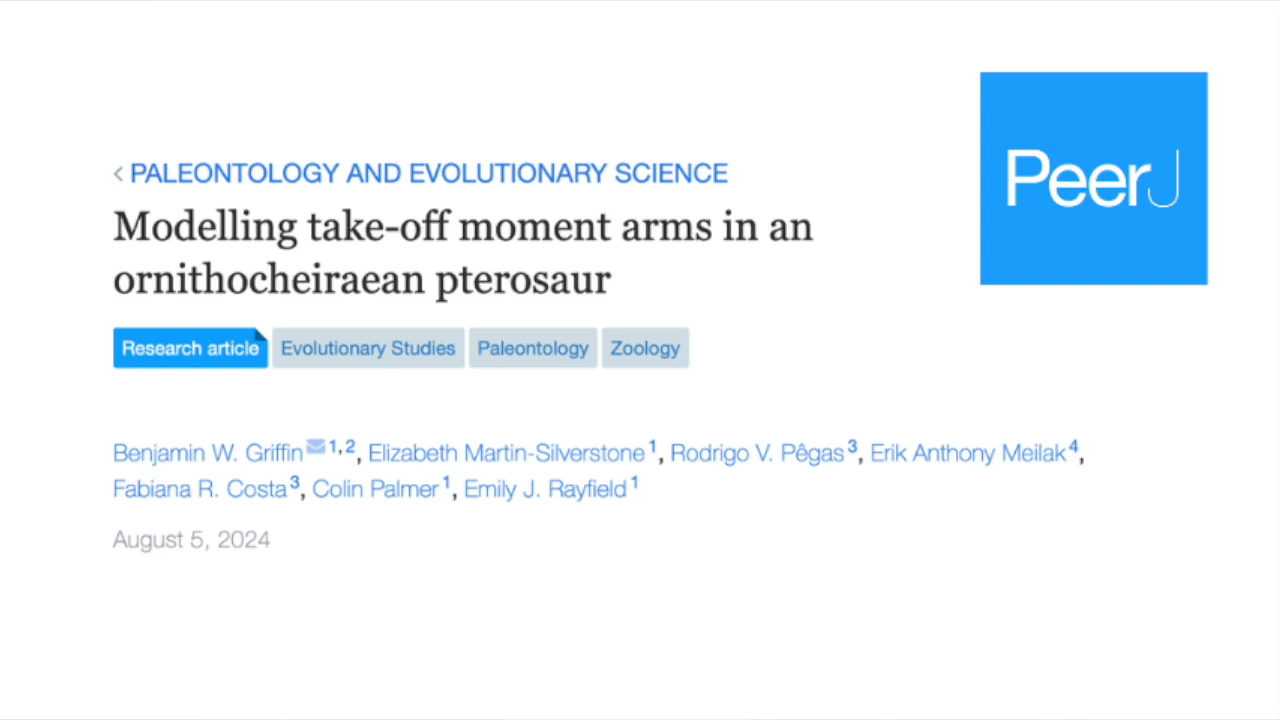 PeerJ
< PALEONTOLOGY AND EVOLUTIONARY SCIENCE
Modelling take-off moment arms in an
ornithocheiraean pterosaur
Research article Evolutionary Studies Paleontology Zoology
Benjamin W. Griffin 1,2, Elizabeth Martin-Silverstone 1, Rodrigo V. Pêgas 3, Erik Anthony Meilak 4,
Fabiana R. Costa 3, Colin Palmer 1, Emily J. Rayfield 1
August 5, 2024